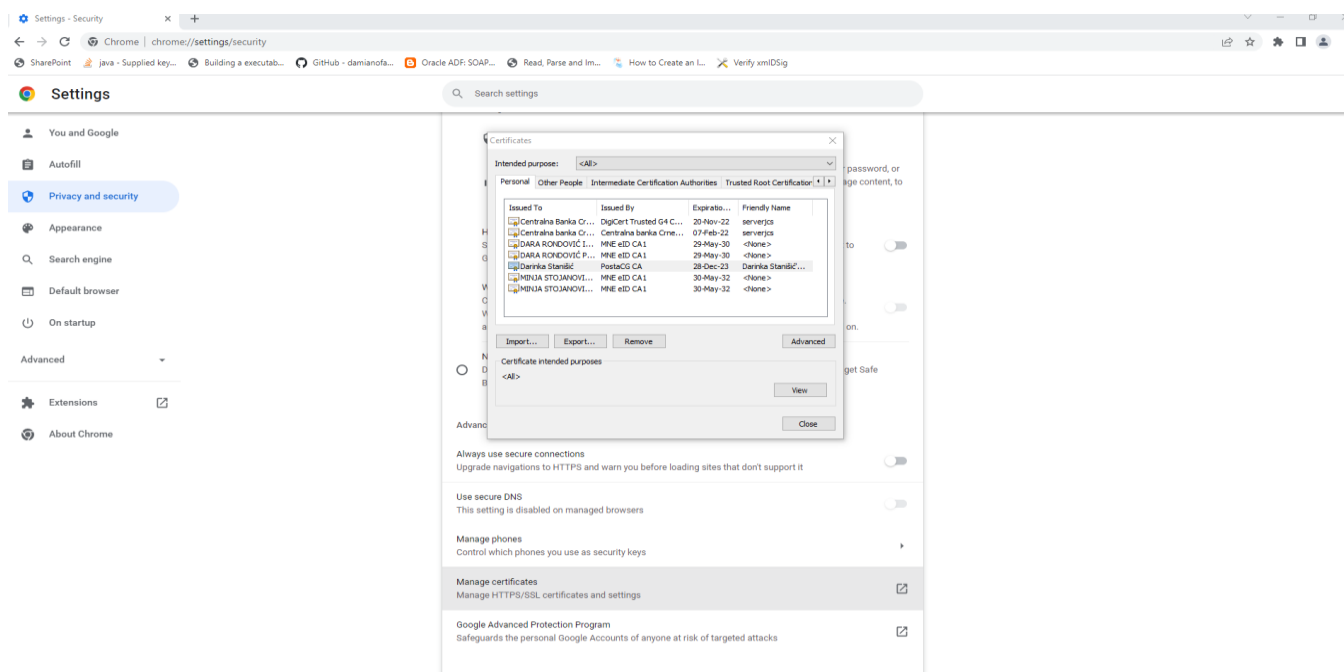 Settings - Security
Chrome | chrome://settings/security
SharePoint java - Supplied key... Building a executab... GitHub - damianofa... Oracle ADF: SOAP... Read, Parse and Im... How to Create an I... Verify xmlDSig
Settings
Search settings
You and Google
Autofill
Privacy and security
Appearance
Search engine
Default browser
On startup
Advanced
Extensions
About Chrome
Certificates
Intended purpose: <All>
Personal Other People Intermediate Certification Authorities Trusted Root Certification
Issued To Issued By Expiratio... Friendly Name
Centralna Banka Cr... DigiCert Trusted G4 C... 20-Nov-22 serverjcs
Centralna banka Cr... Centralna banka Crne... 07-Feb-22 serverjcs
DARA RONDOVIĆ I... MNE eID CA1 29-May-30 <None>
DARA RONDOVIĆ P... MNE eID CA1 29-May-30 <None>
Darinka Stanišić PostaCG CA 28-Dec-23 Darinka Stanišić'...
MINJA STOJANOVI... MNE eID CA1 30-May-32 <None>
MINJA STOJANOVI... MNE eID CA1 30-May-32 <None>
Import... Export... Remove Advanced
Certificate intended purposes
<All>
View
Close
password, or
age content, to
to
on.
get Safe
Advanc
Always use secure connections
Upgrade navigations to HTTPS and warn you before loading sites that don't support it
Use secure DNS
This setting is disabled on managed browsers
Manage phones
Control which phones you use as security keys
Manage certificates
Manage HTTPS/SSL certificates and settings
Google Advanced Protection Program
Safeguards the personal Google Accounts of anyone at risk of targeted attacks